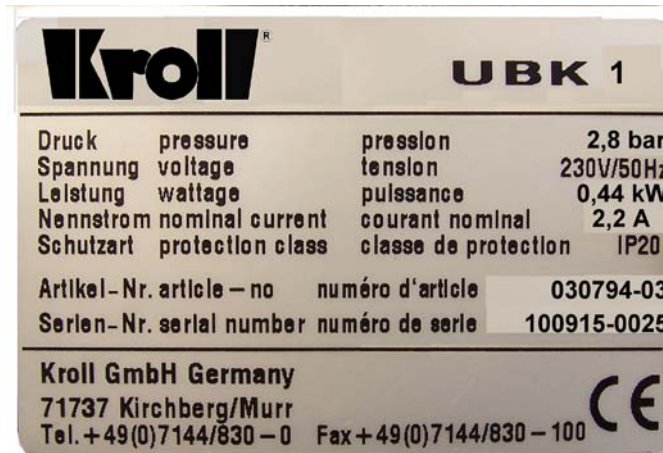 Kroll®
UBK 1
Druck pressure pression 2,8 bar
Spannung voltage tension 230V/50Hz
Leistung wattage puissance 0,44 kW
Nennstrom nominal current courant nominal 2,2 A
Schutzart protection class classe de protection IP20
Artikel-Nr. article – no numéro d'article 030794-03
Serien-Nr. serial number numéro de serie 100915-0025
Kroll GmbH Germany
71737 Kirchberg/Murr
Tel.+49(0)7144/830 – 0 Fax+49(0)7144/830 – 100
CE